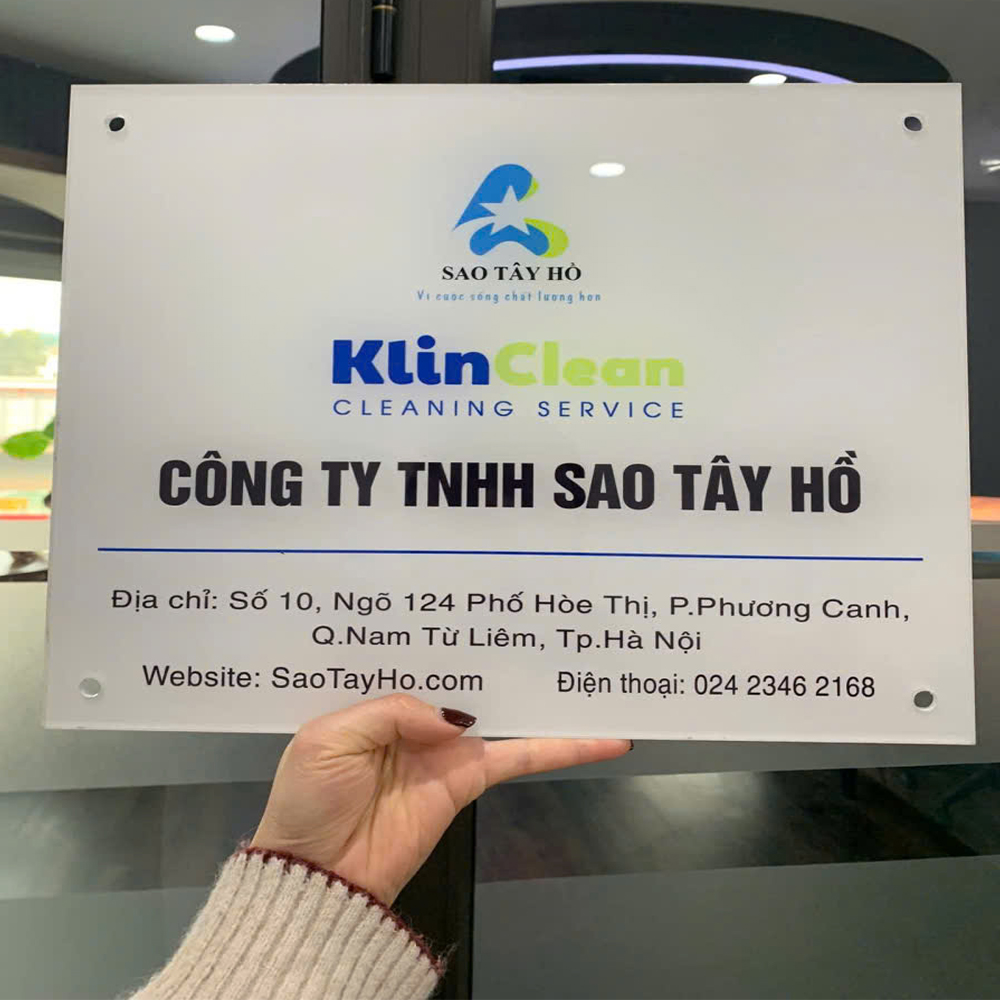 SAO TÂY HỒ
Vì cuộc sống chất lượng hơn
KlinClean
CLEANING SERVICE
CÔNG TY TNHH SAO TÂY HỒ
Địa chỉ: Số 10, Ngõ 124 Phố Hòe Thị, P.Phương Canh,
Q.Nam Từ Liêm, Tp.Hà Nội
Website: SaoTayHo.com Điện thoại: 024 2346 2168